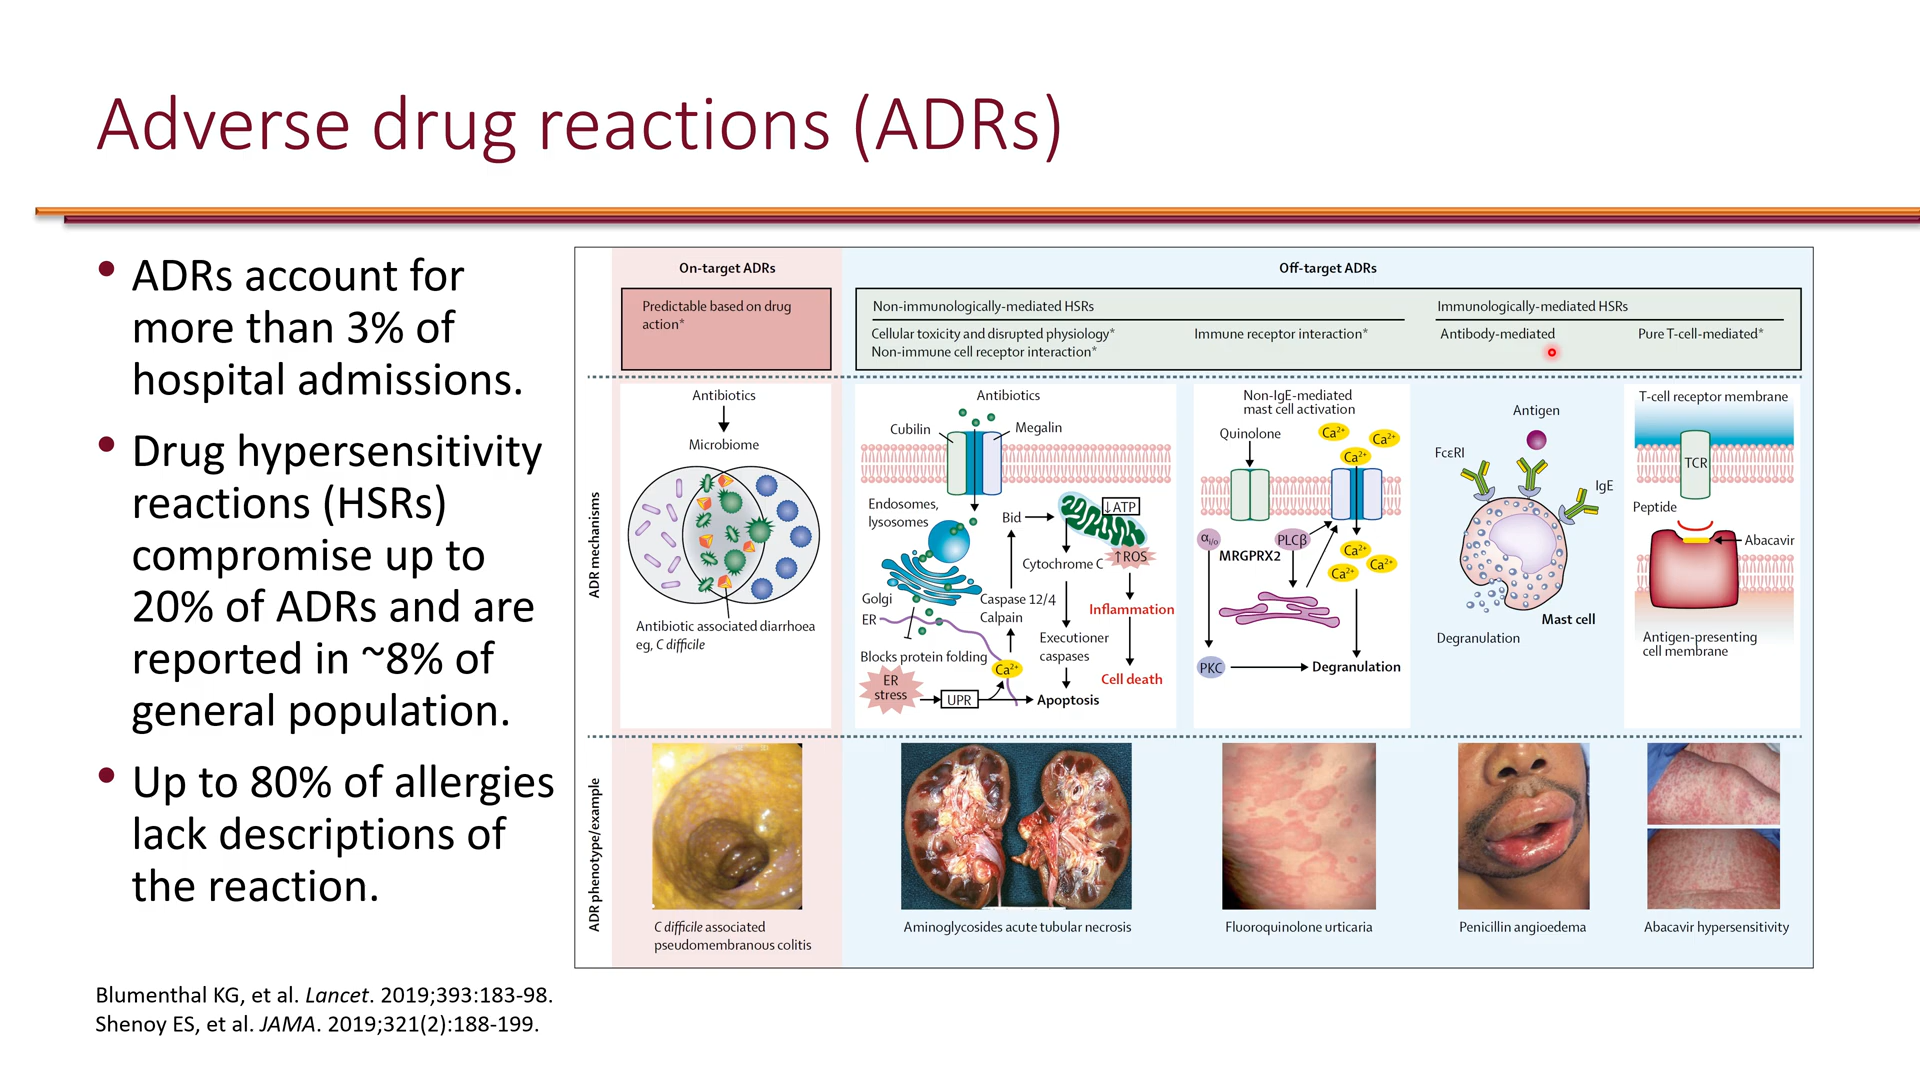 Adverse drug reactions (ADRs)
• ADRs account for
more than 3% of
hospital admissions.
• Drug hypersensitivity
reactions (HSRs)
compromise up to
20% of ADRs and are
reported in ~8% of
general population.
• Up to 80% of allergies
lack descriptions of
the reaction.
Blumenthal KG, et al. Lancet. 2019;393:183-98.
Shenoy ES, et al. JAMA. 2019;321(2):188-199.
On-target ADRs
Off-target ADRs
Predictable based on drug
action*
Non-immunologically-mediated HSRs
Cellular toxicity and disrupted physiology*
Non-immune cell receptor interaction*
Immune receptor interaction*
Immunologically-mediated HSRs
Antibody-mediated
Pure T-cell-mediated*
ADR mechanisms
Antibiotics
Microbiome
Antibiotic associated diarrhoea
eg, C difficile
Antibiotics
Cubilin
Megalin
Endosomes,
lysosomes
Bid
↓ATP
Cytochrome C
↑ROS
Golgi
ER
Caspase 12/4
Calpain
Inflammation
Executioner
caspases
Blocks protein folding
Ca²⁺
Cell death
ER
stress
UPR
Apoptosis
Non-IgE-mediated
mast cell activation
Quinolone
Ca²⁺
Ca²⁺
Ca²⁺
αi/o
PLCβ
MRGPRX2
Ca²⁺
Ca²⁺
Ca²⁺
PKC
Degranulation
Antigen
FcεRI
IgE
Mast cell
Degranulation
T-cell receptor membrane
TCR
Peptide
Abacavir
Antigen-presenting
cell membrane
ADR phenotype/example
C difficile associated
pseudomembranous colitis
Aminoglycosides acute tubular necrosis
Fluoroquinolone urticaria
Penicillin angioedema
Abacavir hypersensitivity